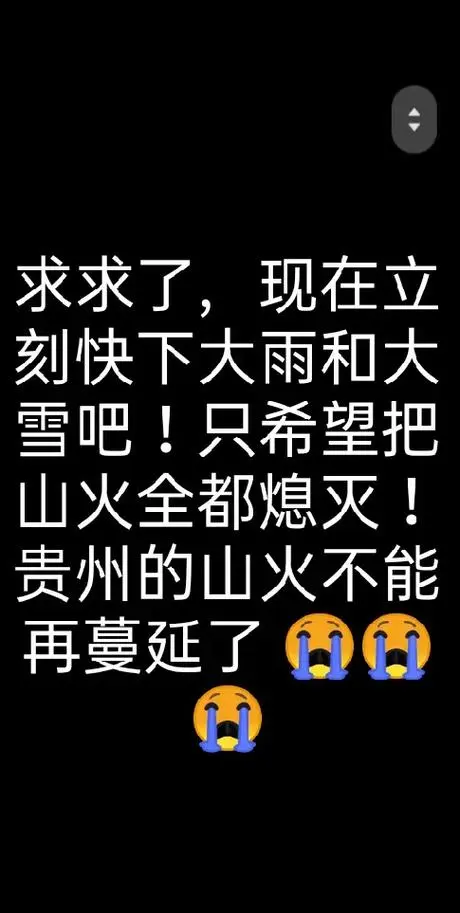 求求了，现在立
刻快下大雨和大
雪吧！只希望把
山火全都熄灭！
贵州的山火不能
再蔓延了 😭😭
😭